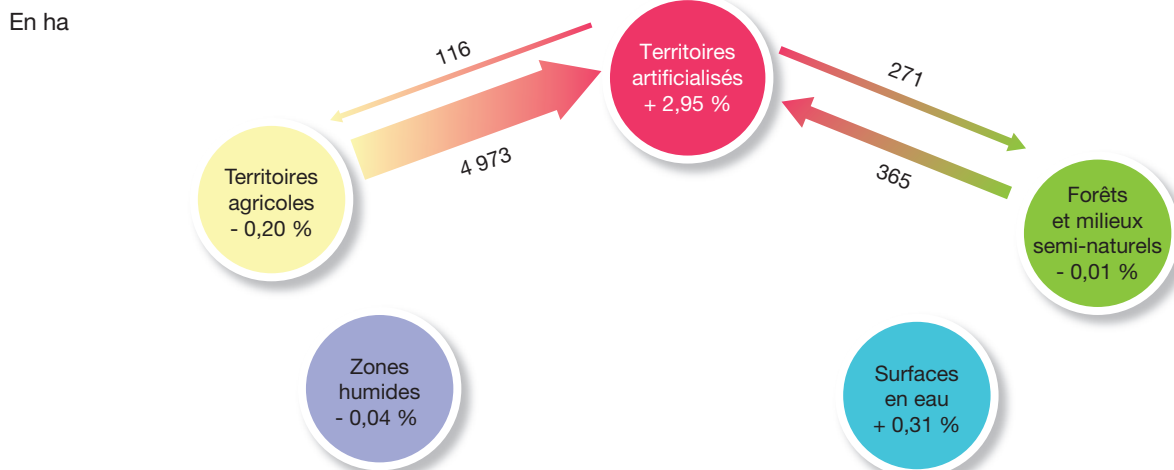 En ha
116
4 973
Territoires
artificialisés
+ 2,95 %
271
365
Territoires
agricoles
- 0,20 %
Forêts
et milieux
semi-naturels
- 0,01 %
Zones
humides
- 0,04 %
Surfaces
en eau
+ 0,31 %